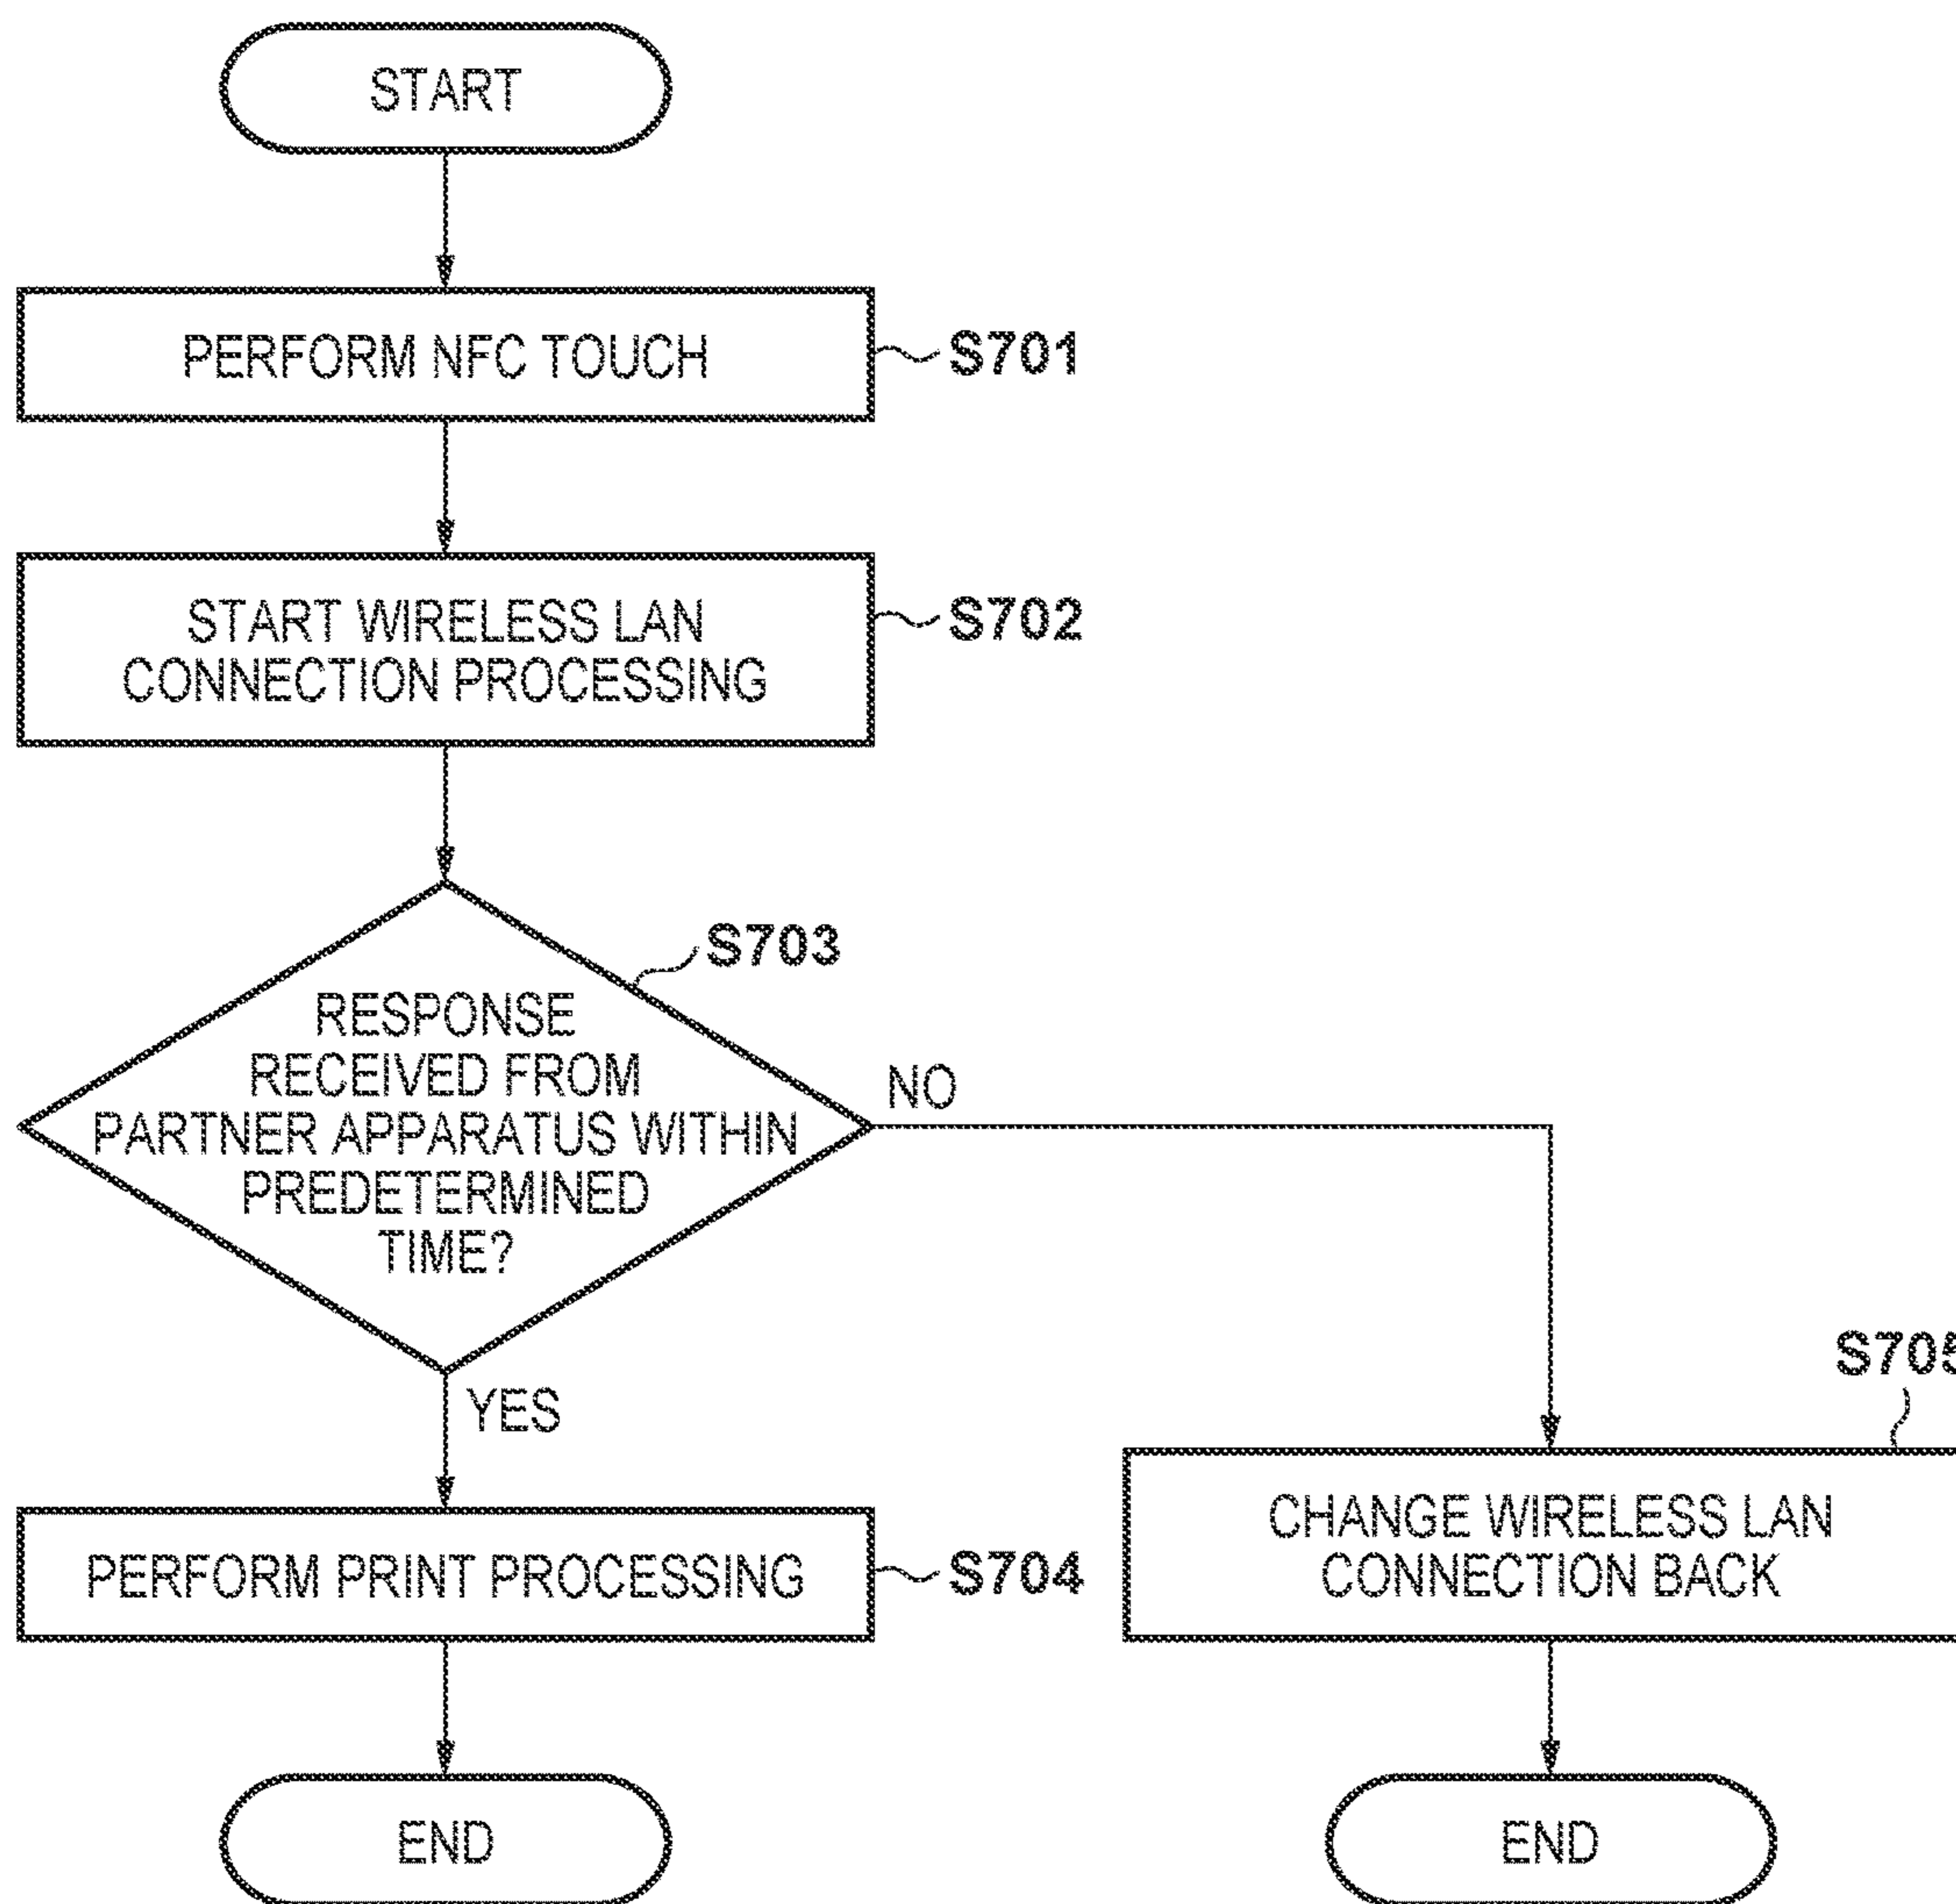 START
PERFORM NFC TOUCH
S701
START WIRELESS LAN
CONNECTION PROCESSING
S702
S703
RESPONSE
RECEIVED FROM
PARTNER APPARATUS WITHIN
PREDETERMINED
TIME?
NO
YES
PERFORM PRINT PROCESSING
S704
S705
CHANGE WIRELESS LAN
CONNECTION BACK
END
END